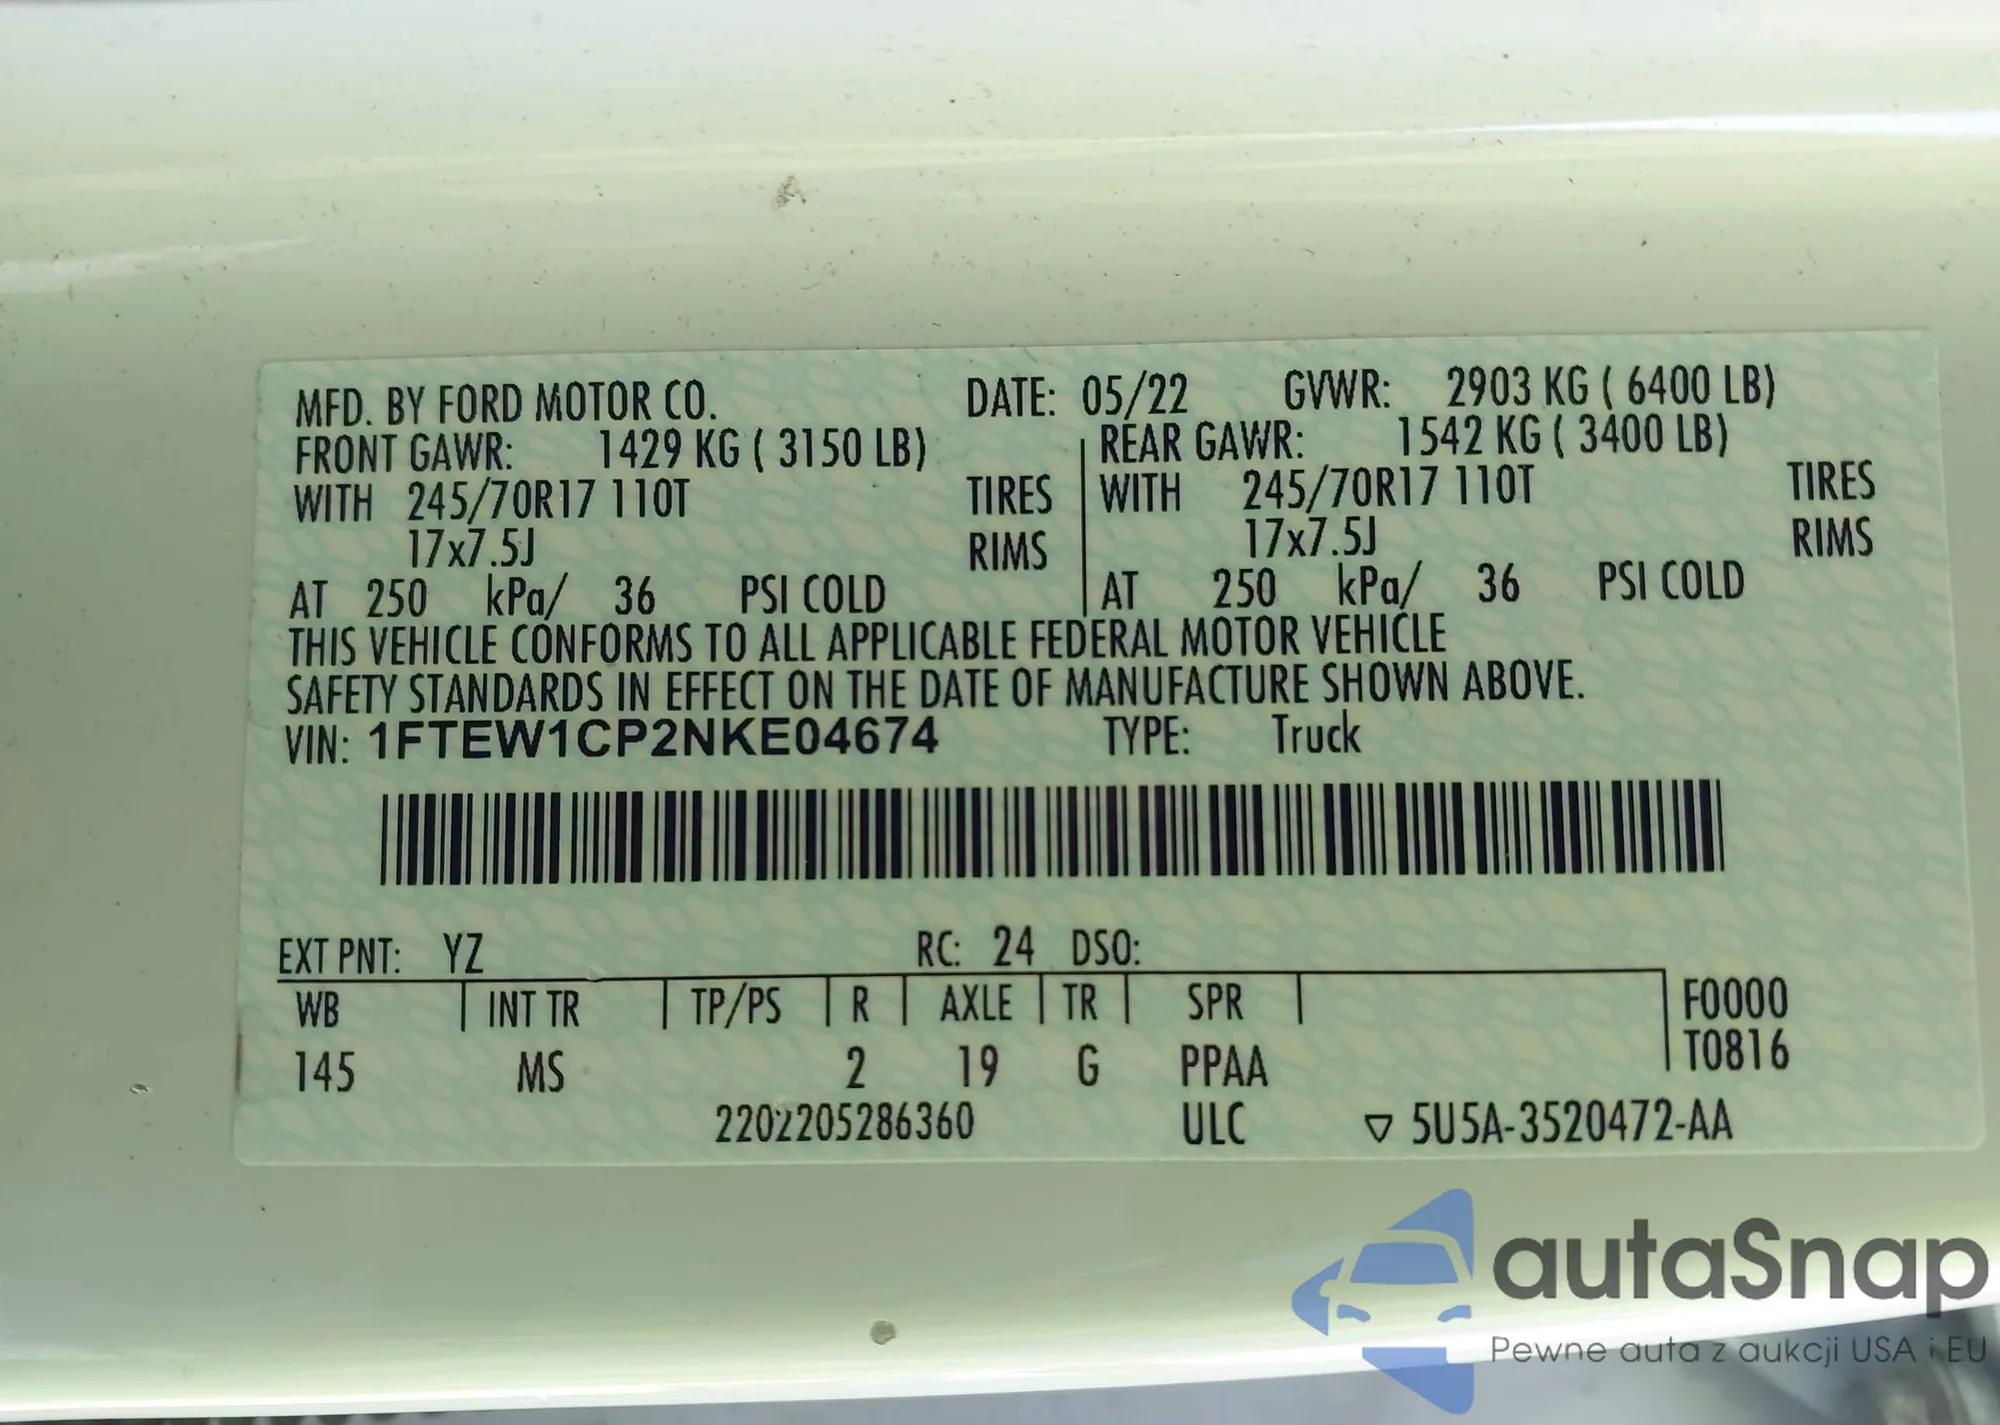 MFD. BY FORD MOTOR CO. DATE: 05/22 GVWR: 2903 KG ( 6400 LB)
FRONT GAWR: 1429 KG ( 3150 LB) REAR GAWR: 1542 KG ( 3400 LB)
WITH 245/70R17 110T TIRES WITH 245/70R17 110T TIRES
17x7.5J RIMS 17x7.5J RIMS
AT 250 kPa/ 36 PSI COLD AT 250 kPa/ 36 PSI COLD
THIS VEHICLE CONFORMS TO ALL APPLICABLE FEDERAL MOTOR VEHICLE
SAFETY STANDARDS IN EFFECT ON THE DATE OF MANUFACTURE SHOWN ABOVE.
VIN: 1FTEW1CP2NKE04674 TYPE: Truck
EXT PNT: YZ RC: 24 DSO:
WB INT TR TP/PS R AXLE TR SPR F0000
T0816
145 MS 2 19 G PPAA
2202205286360 ULC ▽ 5U5A-3520472-AA
autaSnap
Pewne auta z aukcji USA i EU